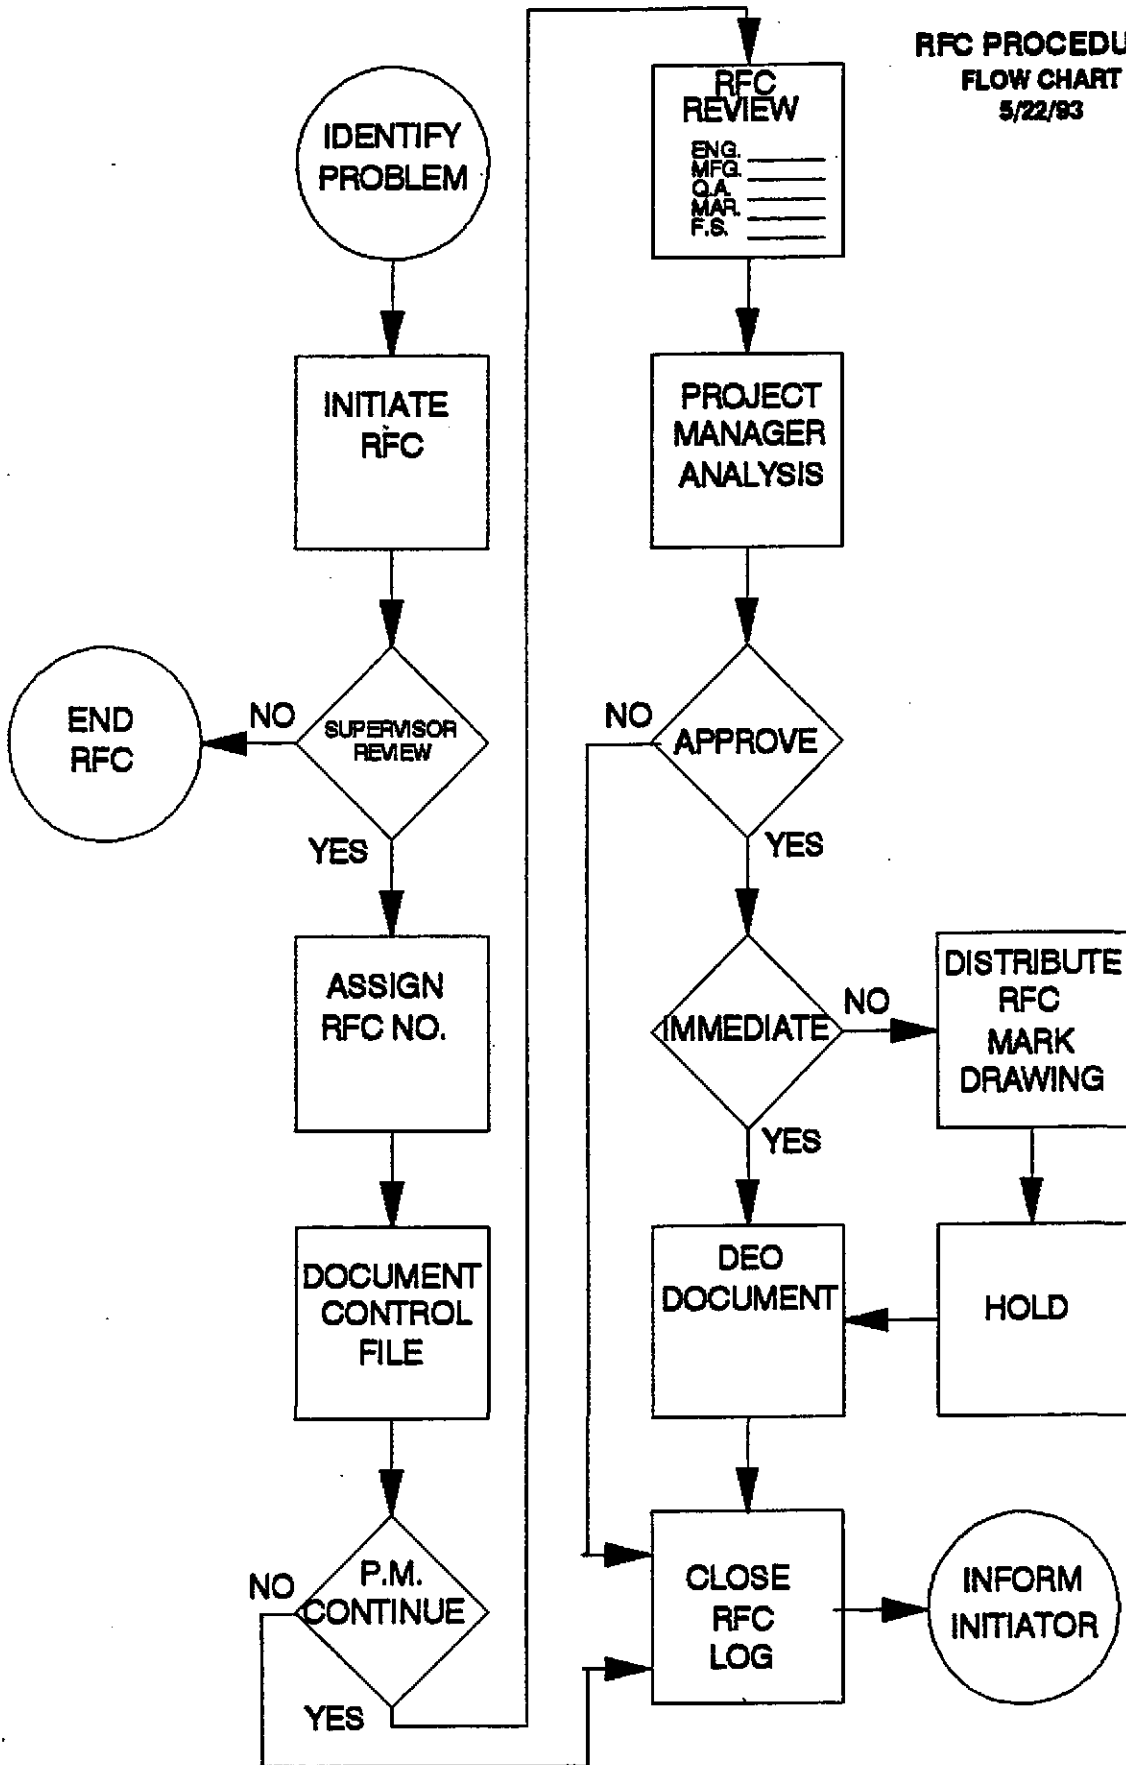 RFC PROCEDU
FLOW CHART
5/22/93
IDENTIFY
PROBLEM
INITIATE
RFC
SUPERVISOR
REVIEW
NO
END
RFC
YES
ASSIGN
RFC NO.
DOCUMENT
CONTROL
FILE
P.M.
CONTINUE
NO
YES
RFC
REVIEW
ENG.
MFG.
Q.A.
MAR.
F.S.
PROJECT
MANAGER
ANALYSIS
NO
APPROVE
YES
IMMEDIATE
NO
DISTRIBUTE
RFC
MARK
DRAWING
YES
DEO
DOCUMENT
HOLD
CLOSE
RFC
LOG
INFORM
INITIATOR